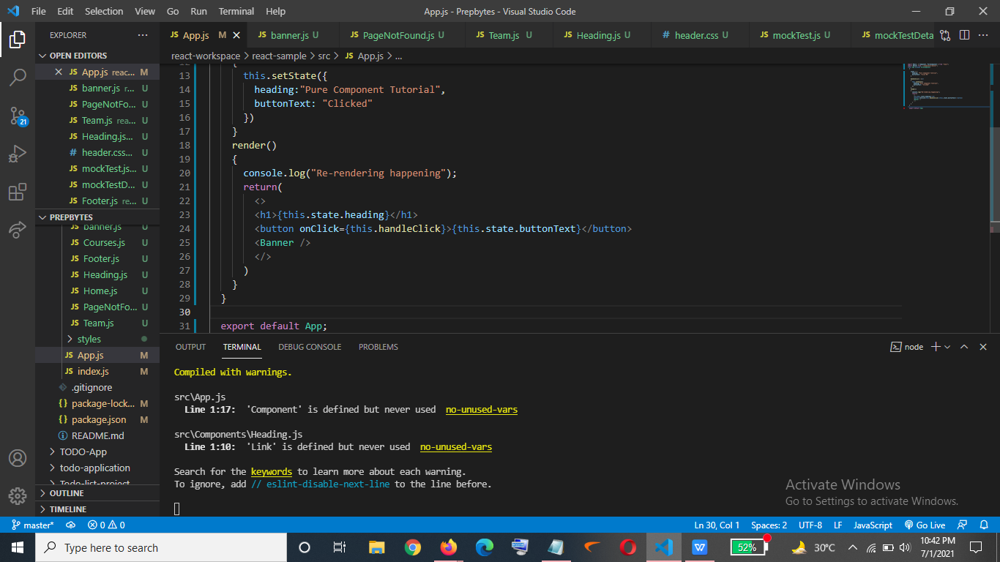 File Edit Selection View Go Run Terminal Help
App.js - Prepbytes - Visual Studio Code
EXPLORER ...
JS App.js M
JS banner.js U
JS PageNotFound.js U
JS Team.js U
JS Heading.js U
# header.css U
JS mockTest.js U
JS mockTestDeta
OPEN EDITORS
JS App.js reac... M
JS banner.js r... U
JS PageNotFo... U
JS Team.js rea... U
JS Heading.js... U
# header.css... U
JS mockTest.js... U
JS mockTestD... U
JS Footer.js re... U
PREPBYTES
JS banner.js U
JS Courses.js U
JS Footer.js U
JS Heading.js U
JS Home.js U
JS PageNotFo... U
JS Team.js U
styles
JS App.js M
JS index.js M
.gitignore
{} package-lock... M
{} package.json M
README.md
TODO-App
todo-application
Todo-list-project
OUTLINE
TIMELINE
21
react-workspace > react-sample > src > JS App.js > ...
12 {
13 this.setState({
14 heading:"Pure Component Tutorial",
15 buttonText: "Clicked"
16 })
17 }
18 render()
19 {
20 console.log("Re-rendering happening");
21 return(
22 <>
23 <h1>{this.state.heading}</h1>
24 <button onClick={this.handleClick}>{this.state.buttonText}</button>
25 <Banner />
26 </>
27 )
28 }
29 }
30
31 export default App;
OUTPUT TERMINAL DEBUG CONSOLE PROBLEMS
node
Compiled with warnings.
src\App.js
Line 1:17: 'Component' is defined but never used no-unused-vars
src\Components\Heading.js
Line 1:10: 'Link' is defined but never used no-unused-vars
Search for the keywords to learn more about each warning.
To ignore, add // eslint-disable-next-line to the line before.
Activate Windows
Go to Settings to activate Windows.
master* 0 0
Ln 30, Col 1 Spaces: 2 UTF-8 LF JavaScript Go Live
Type here to search
52%
30°C
10:42 PM
7/1/2021